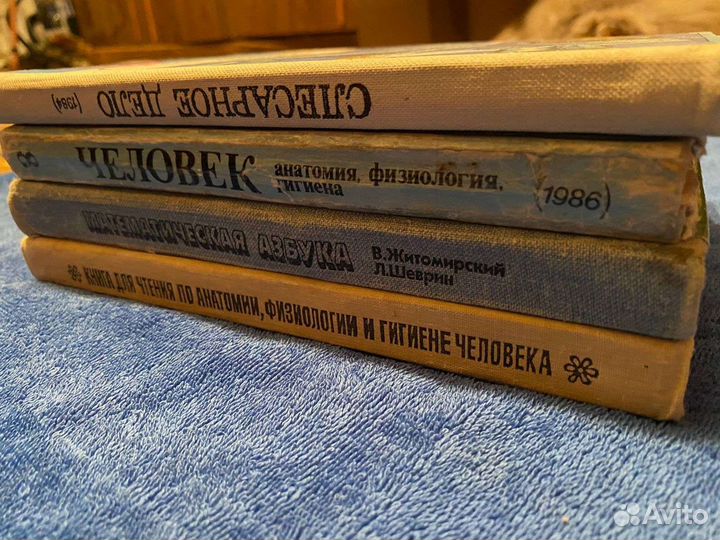 СЛЕСАРНОЕ ДЕЛО
(1984)
8
ЧЕЛОВЕК
анатомия, физиология,
гигиена
(1986)
МАТЕМАТИЧЕСКАЯ АЗБУКА
В.Житомирский
Л.Шеврин
КНИГА ДЛЯ ЧТЕНИЯ ПО АНАТОМИИ, ФИЗИОЛОГИИ И ГИГИЕНЕ ЧЕЛОВЕКА
Avito